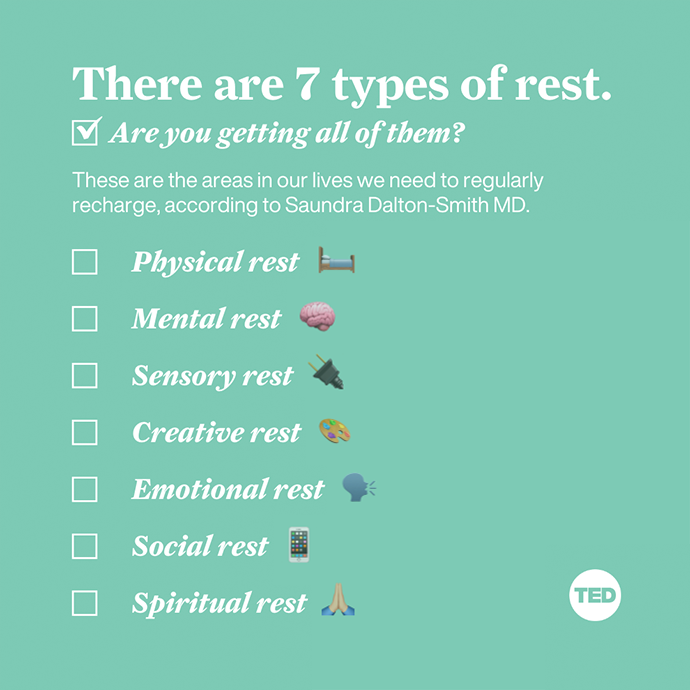 There are 7 types of rest.
Are you getting all of them?
These are the areas in our lives we need to regularly
recharge, according to Saundra Dalton-Smith MD.
Physical rest
Mental rest
Sensory rest
Creative rest
Emotional rest
Social rest
Spiritual rest
TED